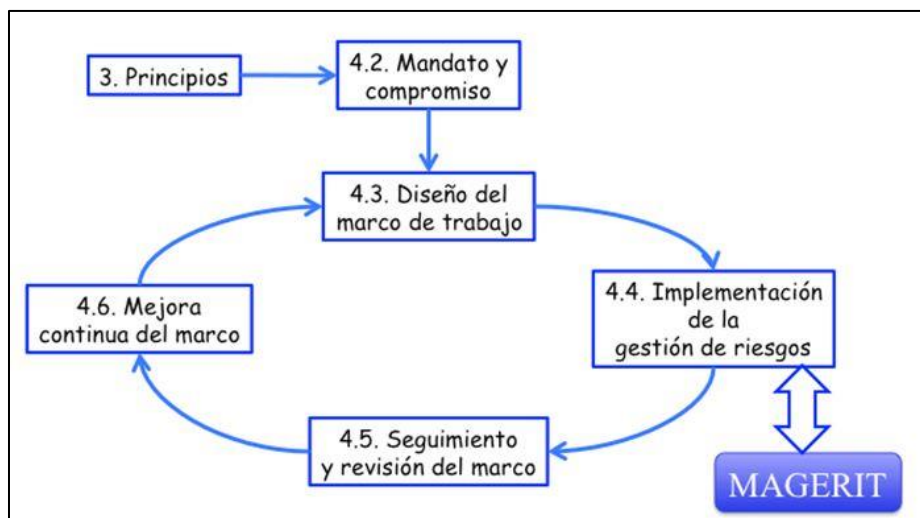 3. Principios
4.2. Mandato y
compromiso
4.3. Diseño del
marco de trabajo
4.6. Mejora
continua del marco
4.4. Implementación
de la
gestión de riesgos
4.5. Seguimiento
y revisión del marco
MAGERIT